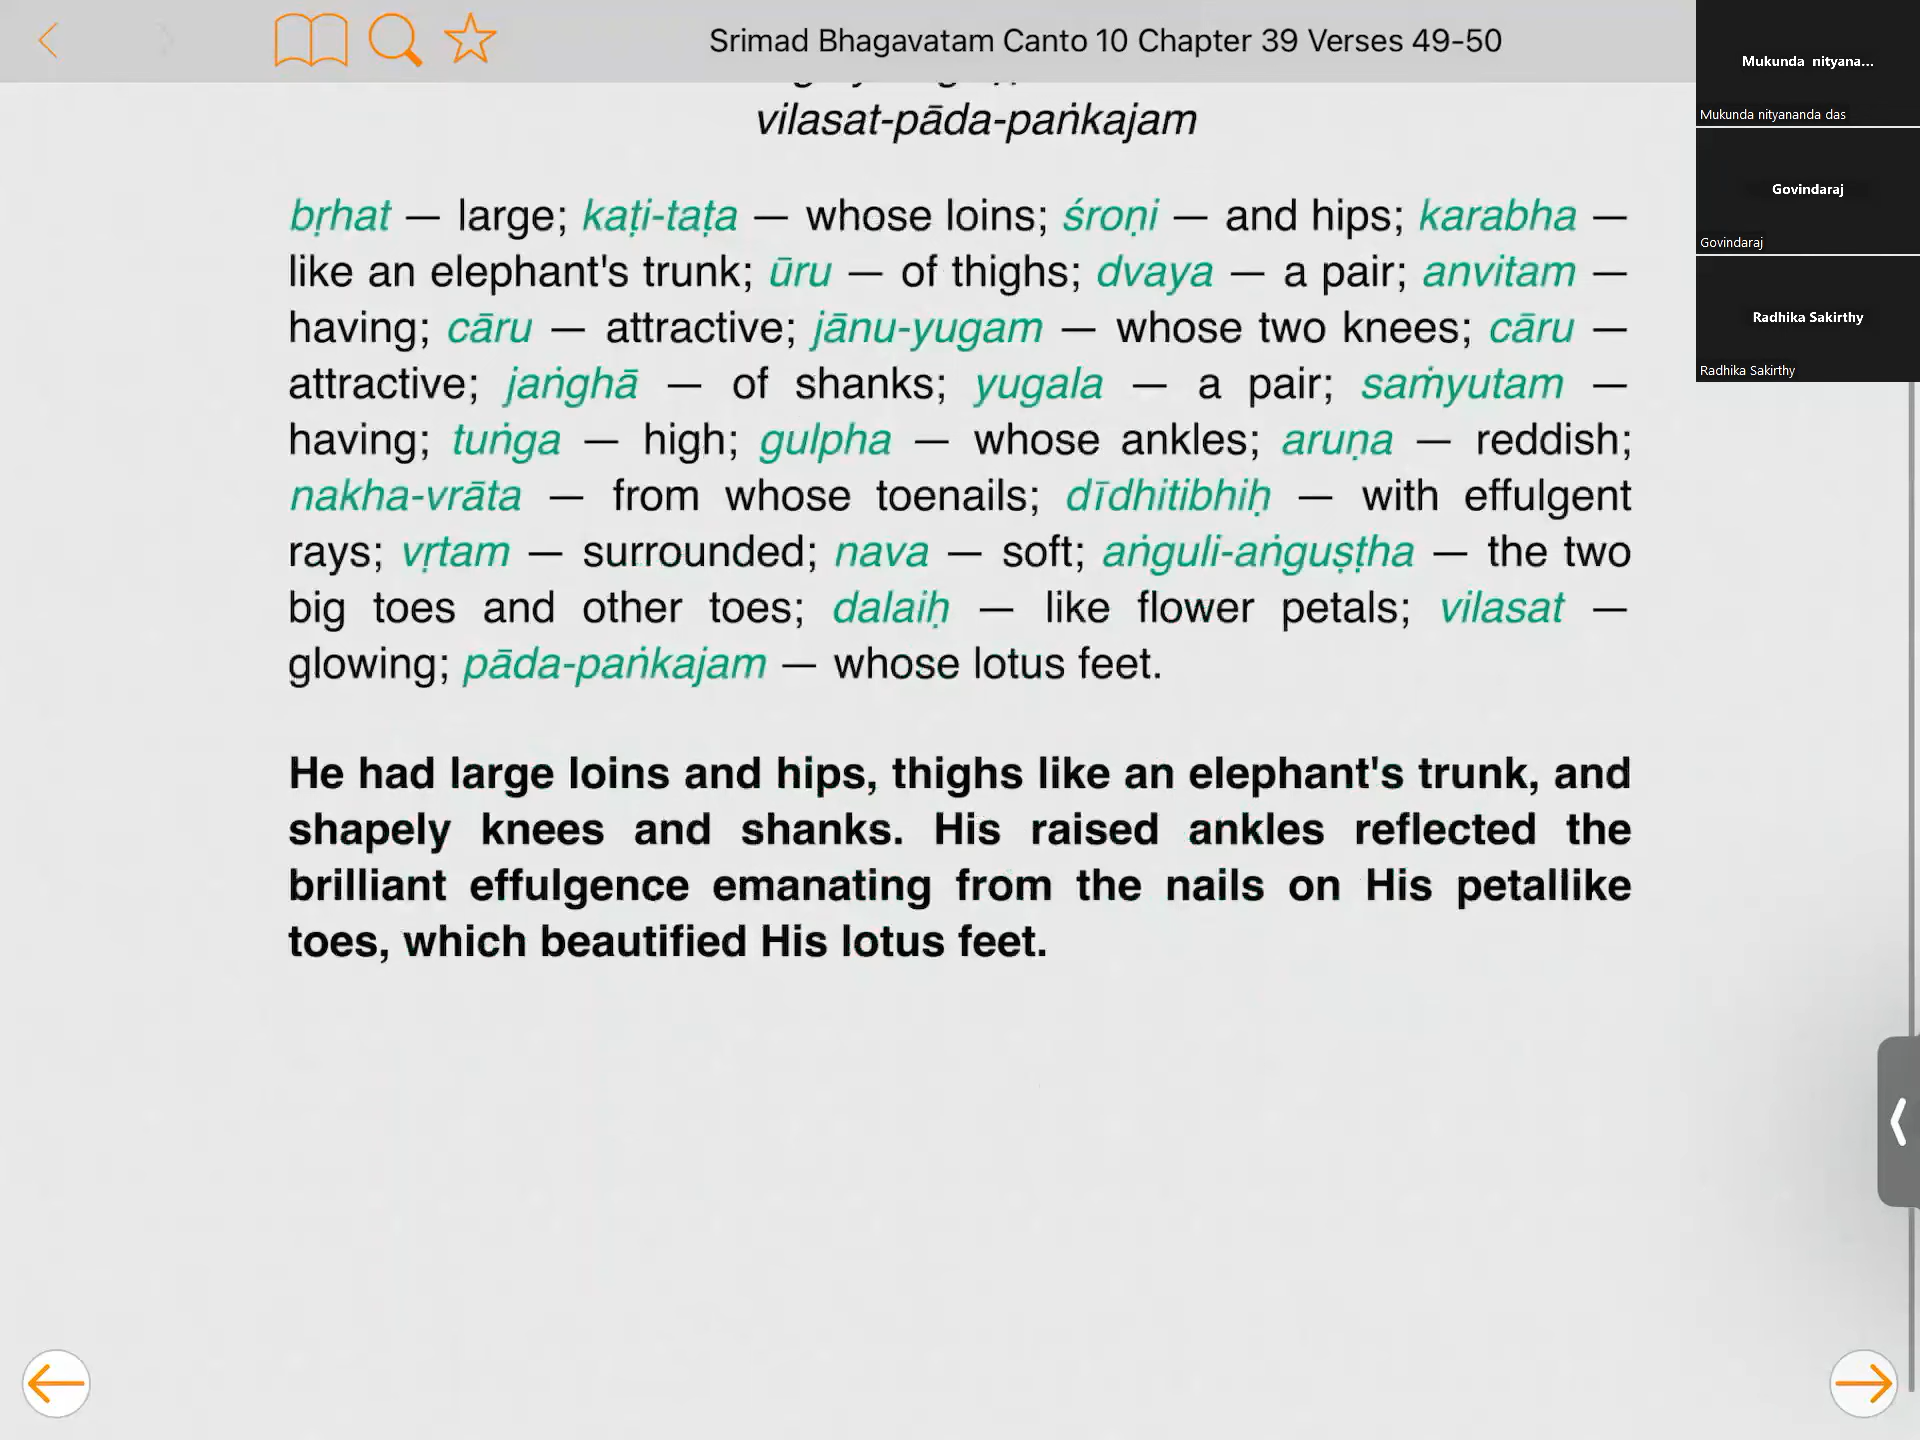 Srimad Bhagavatam Canto 10 Chapter 39 Verses 49-50
Mukunda nityana...
Mukunda nityananda das
Govindaraj
Govindaraj
Radhika Sakirthy
Radhika Sakirthy
vilasat-pāda-paṅkajam
bṛhat — large; kaṭi-taṭa — whose loins; śroṇi — and hips; karabha —
like an elephant's trunk; ūru — of thighs; dvaya — a pair; anvitam —
having; cāru — attractive; jānu-yugam — whose two knees; cāru —
attractive; jaṅghā — of shanks; yugala — a pair; saṁyutam —
having; tuṅga — high; gulpha — whose ankles; aruṇa — reddish;
nakha-vrāta — from whose toenails; dīdhitibhiḥ — with effulgent
rays; vṛtam — surrounded; nava — soft; aṅguli-aṅguṣṭha — the two
big toes and other toes; dalaiḥ — like flower petals; vilasat —
glowing; pāda-paṅkajam — whose lotus feet.
He had large loins and hips, thighs like an elephant's trunk, and
shapely knees and shanks. His raised ankles reflected the
brilliant effulgence emanating from the nails on His petallike
toes, which beautified His lotus feet.